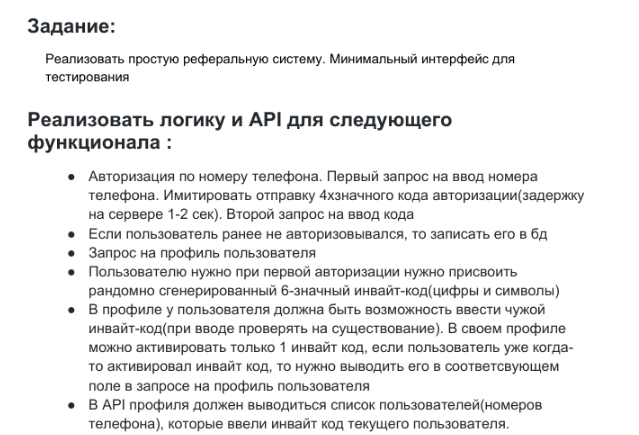 Задание:
Реализовать простую реферальную систему. Минимальный интерфейс для
тестирования
Реализовать логику и API для следующего
функционала :
● Авторизация по номеру телефона. Первый запрос на ввод номера
телефона. Имитировать отправку 4хзначного кода авторизации(задержку
на сервере 1-2 сек). Второй запрос на ввод кода
● Если пользователь ранее не авторизовывался, то записать его в бд
● Запрос на профиль пользователя
● Пользователю нужно при первой авторизации нужно присвоить
рандомно сгенерированный 6-значный инвайт-код(цифры и символы)
● В профиле у пользователя должна быть возможность ввести чужой
инвайт-код(при вводе проверять на существование). В своем профиле
можно активировать только 1 инвайт код, если пользователь уже когда-
то активировал инвайт код, то нужно выводить его в соответсвующем
поле в запросе на профиль пользователя
● В API профиля должен выводиться список пользователей(номеров
телефона), которые ввели инвайт код текущего пользователя.